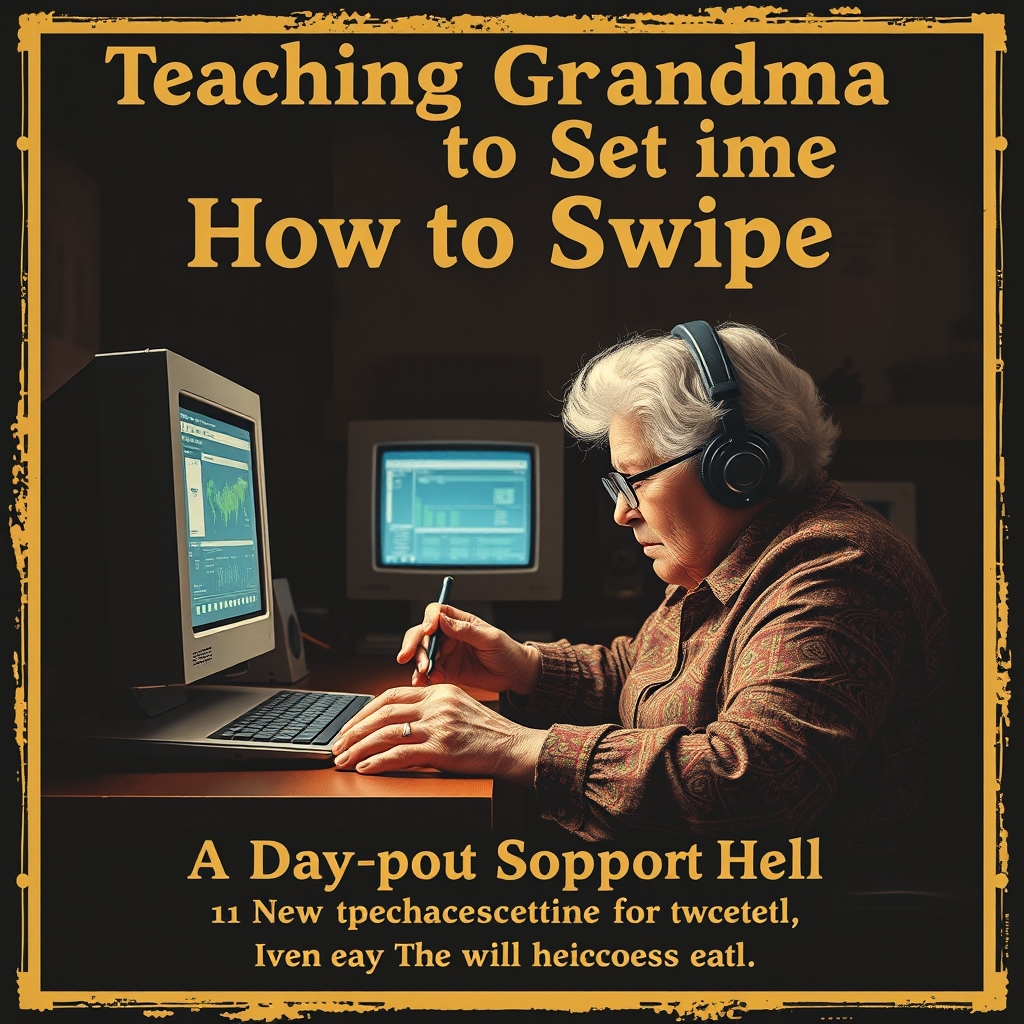 Teaching Grandma
to Set ime
How to Swipe
A Day-pout Sopport Hell
11 New tpechacescettine for twcetetl,
Iven eay The will heiccoess eatl.